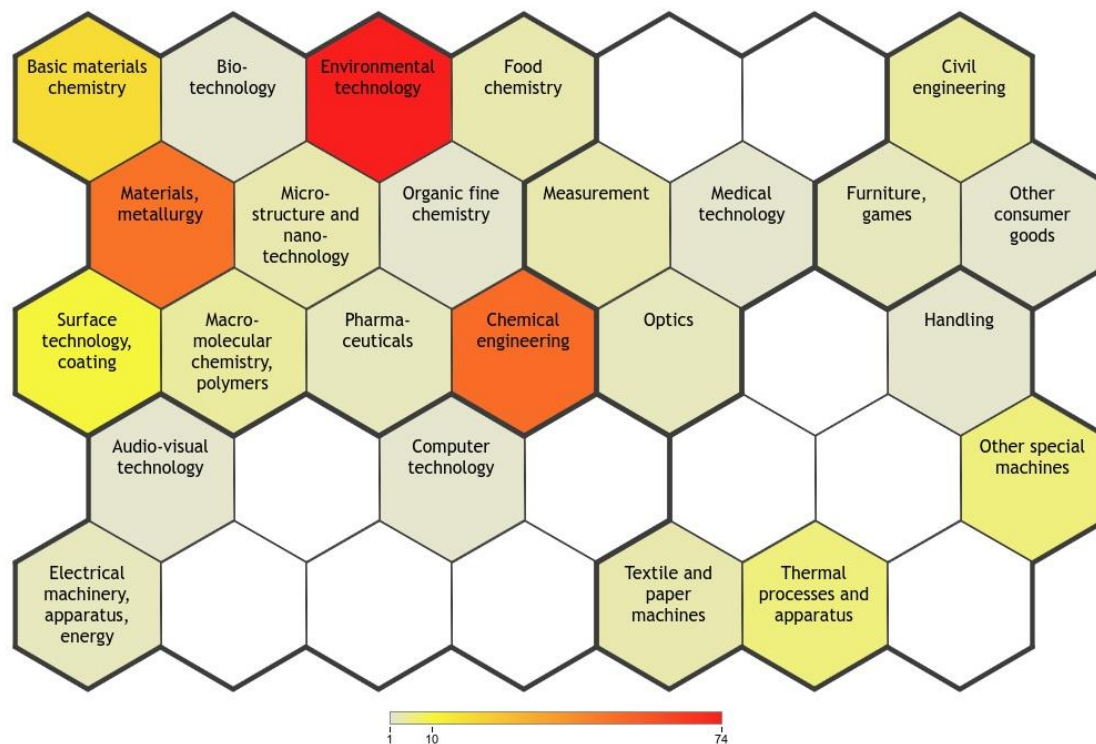 Basic materials
chemistry
Bio-
technology
Environmental
technology
Food
chemistry
Civil
engineering
Materials,
metallurgy
Micro-
structure and
nano-
technology
Organic fine
chemistry
Measurement
Medical
technology
Furniture,
games
Other
consumer
goods
Surface
technology,
coating
Macro-
molecular
chemistry,
polymers
Pharma-
ceuticals
Chemical
engineering
Optics
Handling
Audio-visual
technology
Computer
technology
Other special
machines
Electrical
machinery,
apparatus,
energy
Textile and
paper
machines
Thermal
processes and
apparatus
1 10 74